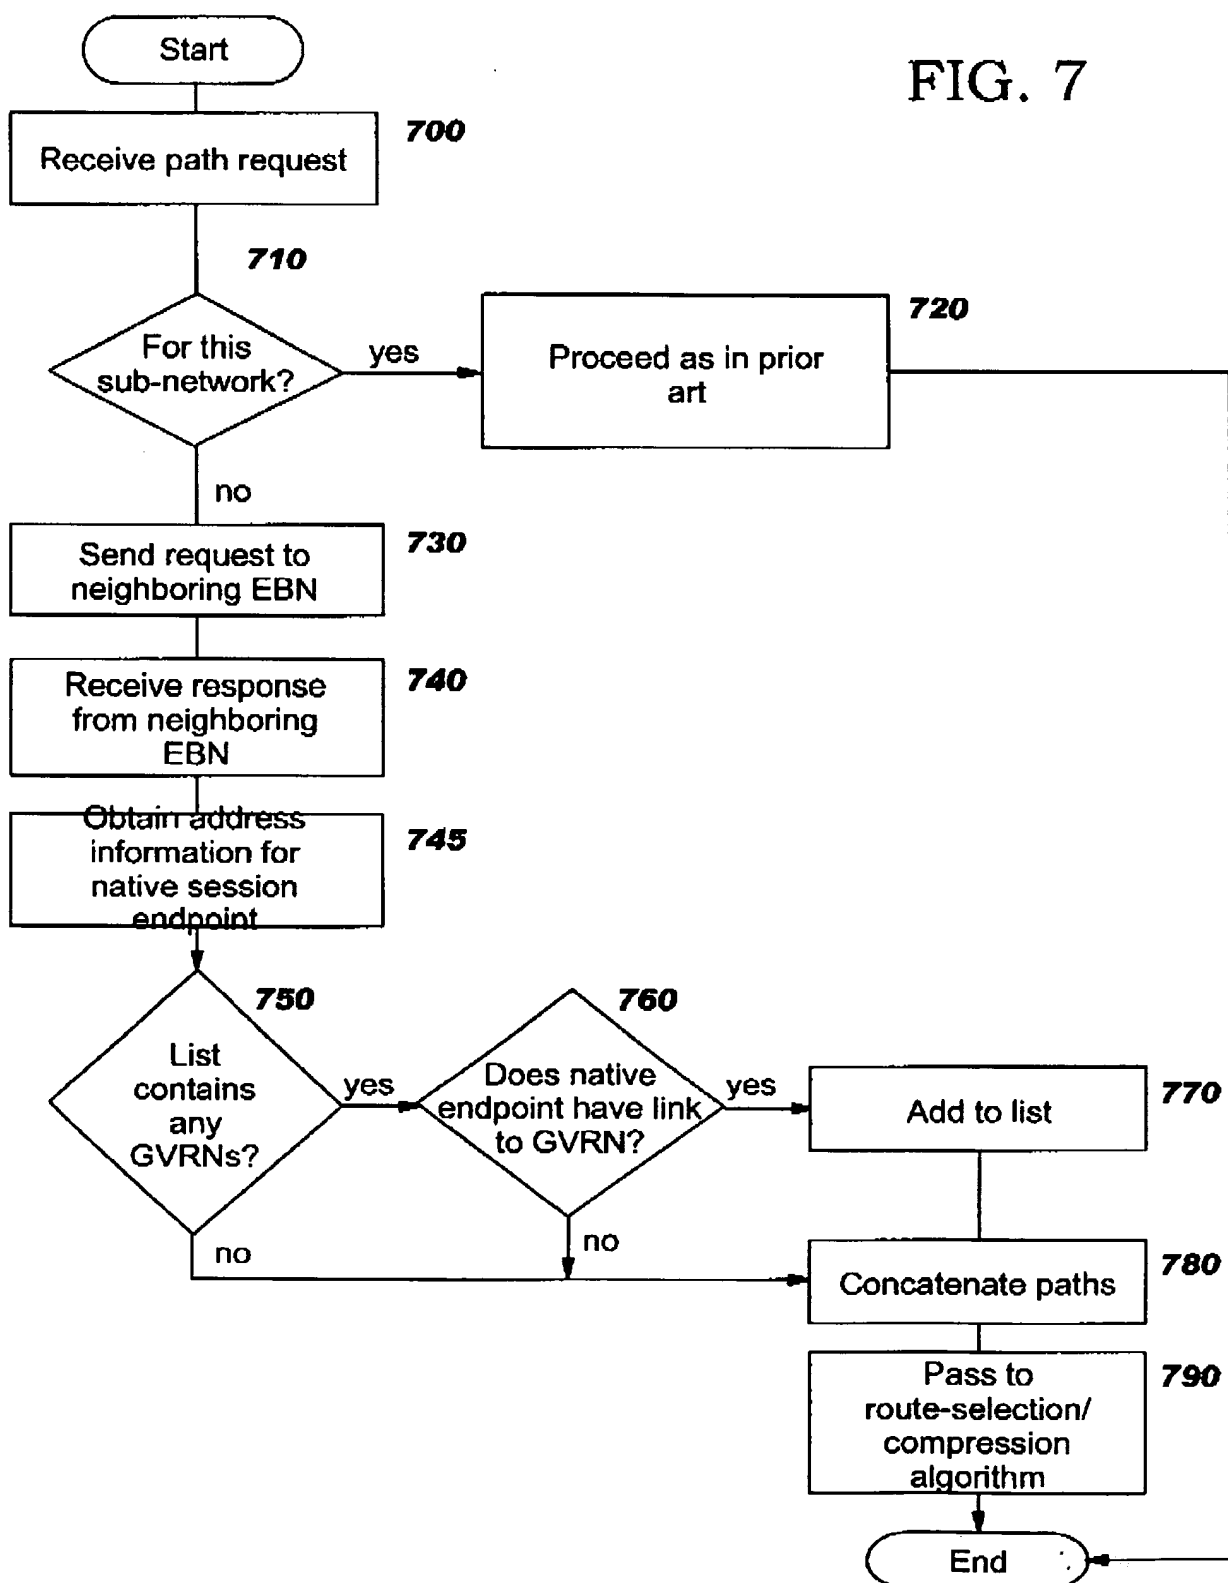 Start
FIG. 7
700
Receive path request
710
For this
sub-network?
yes
720
Proceed as in prior
art
no
730
Send request to
neighboring EBN
740
Receive response
from neighboring
EBN
745
Obtain address
information for
native session
endpoint
750
List
contains
any
GVRNs?
yes
760
Does native
endpoint have link
to GVRN?
yes
770
Add to list
no
no
780
Concatenate paths
790
Pass to
route-selection/
compression
algorithm
End